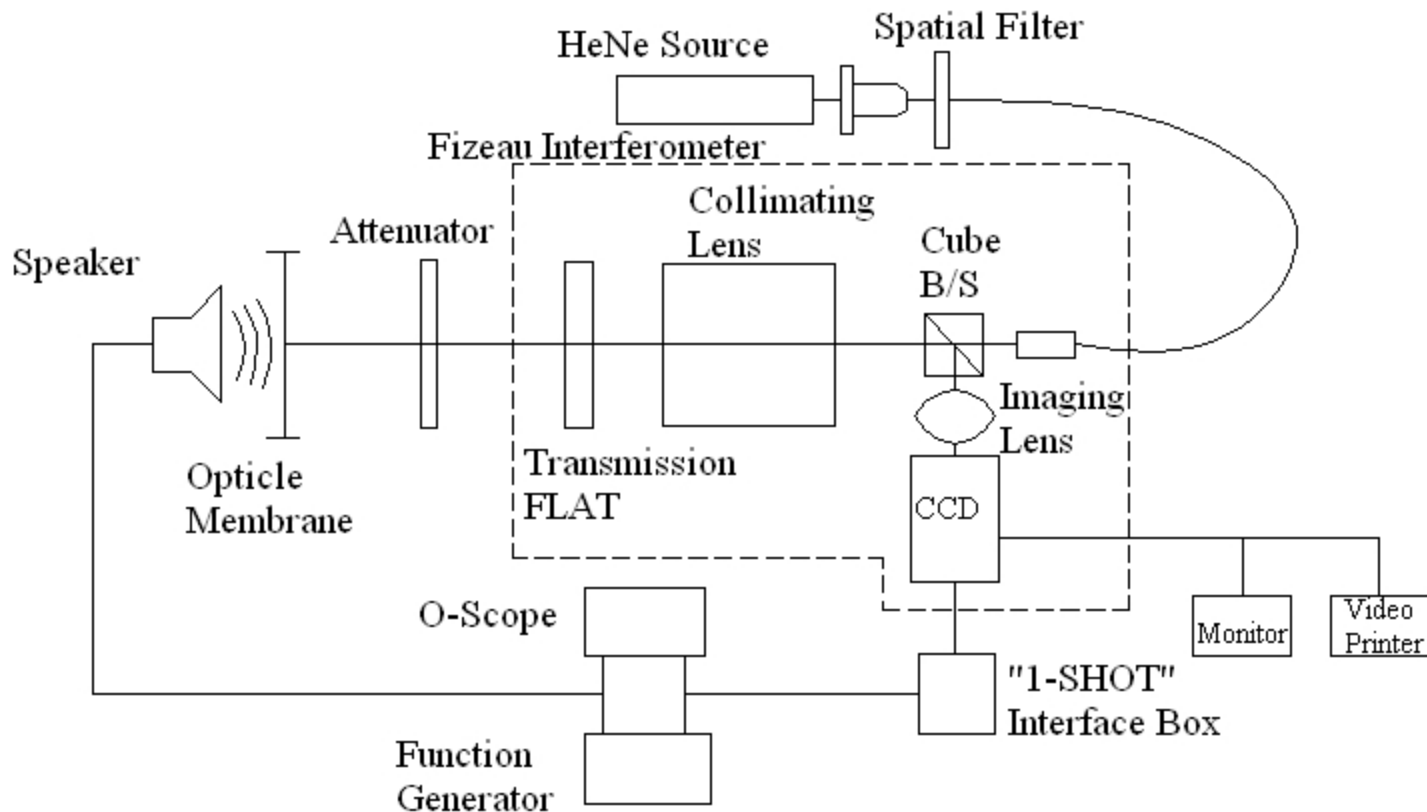 HeNe Source
Spatial Filter
Fizeau Interferometer
Collimating
Lens
Attenuator
Cube
B/S
Speaker
Imaging
Lens
Opticle
Membrane
Transmission
FLAT
CCD
O-Scope
Monitor
Video
Printer
"1-SHOT"
Interface Box
Function
Generator